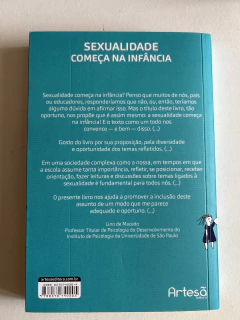 SEXUALIDADE
COMEÇA NA INFÂNCIA
Sexualidade começa na infância? Penso que muitos de nós, pais,
ou educadores, responderíamos que não, ou, então, teríamos
alguma dúvida em afirmar isso. Mas o título deste livro, tão
oportuno, nos propõe que é assim mesmo: a sexualidade começa
na infância! E o texto como um todo nos
convence — e bem — disso. (...)
Gosto do livro por sua proposição, pela diversidade
e oportunidade dos temas refletidos. (...)
Em uma sociedade complexa como a nossa, em tempos em que
a escola assume tanta importância, refletir, se posicionar, receber
orientação, fazer leituras e discussões sobre temas ligados à
sexualidade é fundamental para todos nós. (...)
O presente livro nos ajuda a promover a inclusão deste
assunto de um modo que me parece
adequado e oportuno. (...)
Lino de Macedo
Professor Titular de Psicologia do Desenvolvimento do
Instituto de Psicologia da Universidade de São Paulo
Artesã